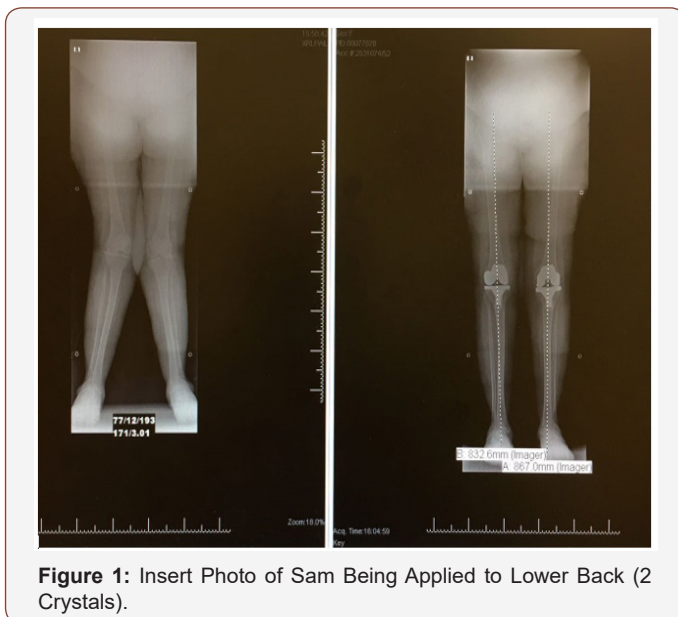 77/12/193
171/3.01
Zoom:18.0%
B: 832.6mm (Imager)
A: 867.0mm (Imager)
Acq. Time:16:04:59
Key
Figure 1: Insert Photo of Sam Being Applied to Lower Back (2
Crystals).